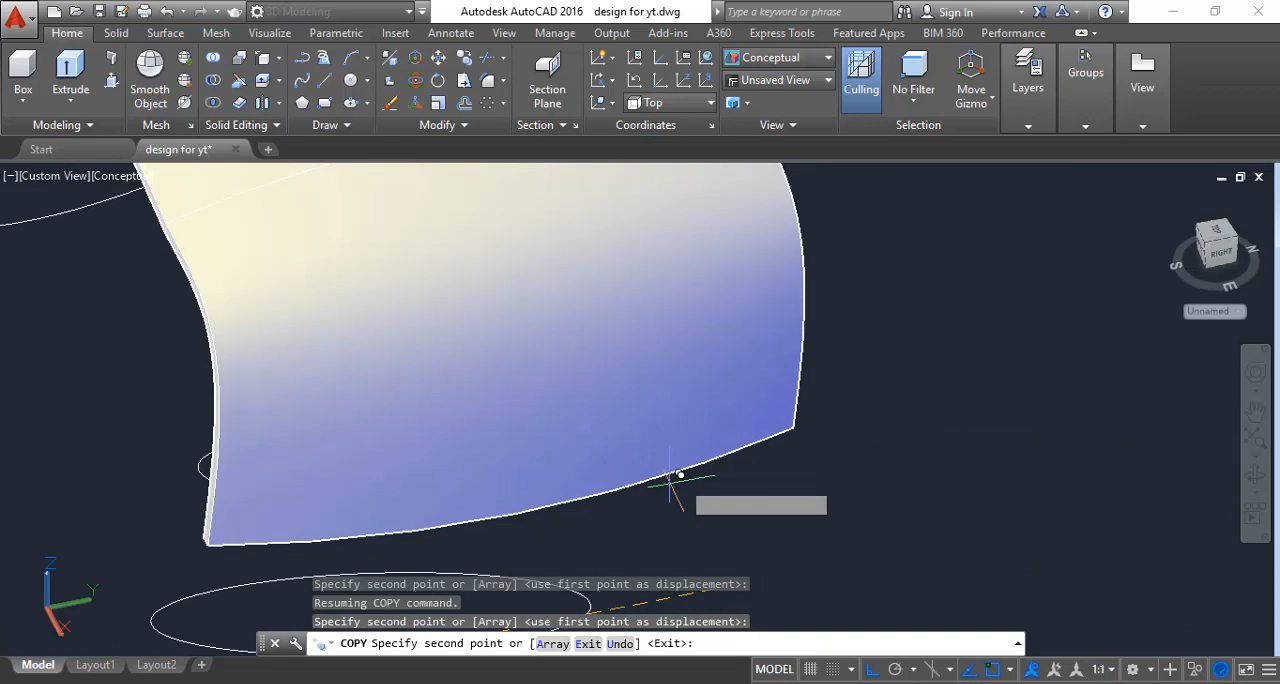 3D Modeling
Autodesk AutoCAD 2016 design for yt.dwg
Type a keyword or phrase
Sign In
Home Solid Surface Mesh Visualize Parametric Insert Annotate View Manage Output Add-ins A360 Express Tools Featured Apps BIM 360 Performance
Box Extrude
Smooth Object
Section Plane
Top
Conceptual
Unsaved View
Culling
No Filter
Move Gizmo
Layers
Groups
View
Modeling Mesh Solid Editing Draw Modify Section Coordinates View Selection
Start
design for yt*
[−][Custom View][Conceptu
RIGHT
S
N
E
Unnamed
Z
Y
X
Specify second point or [Array] <use first point as displacement>:
Resuming COPY command.
Specify second point or [Array] <use first point as displacement>:
COPY Specify second point or [Array Exit Undo] <Exit>:
Model Layout1 Layout2
MODEL
1:1